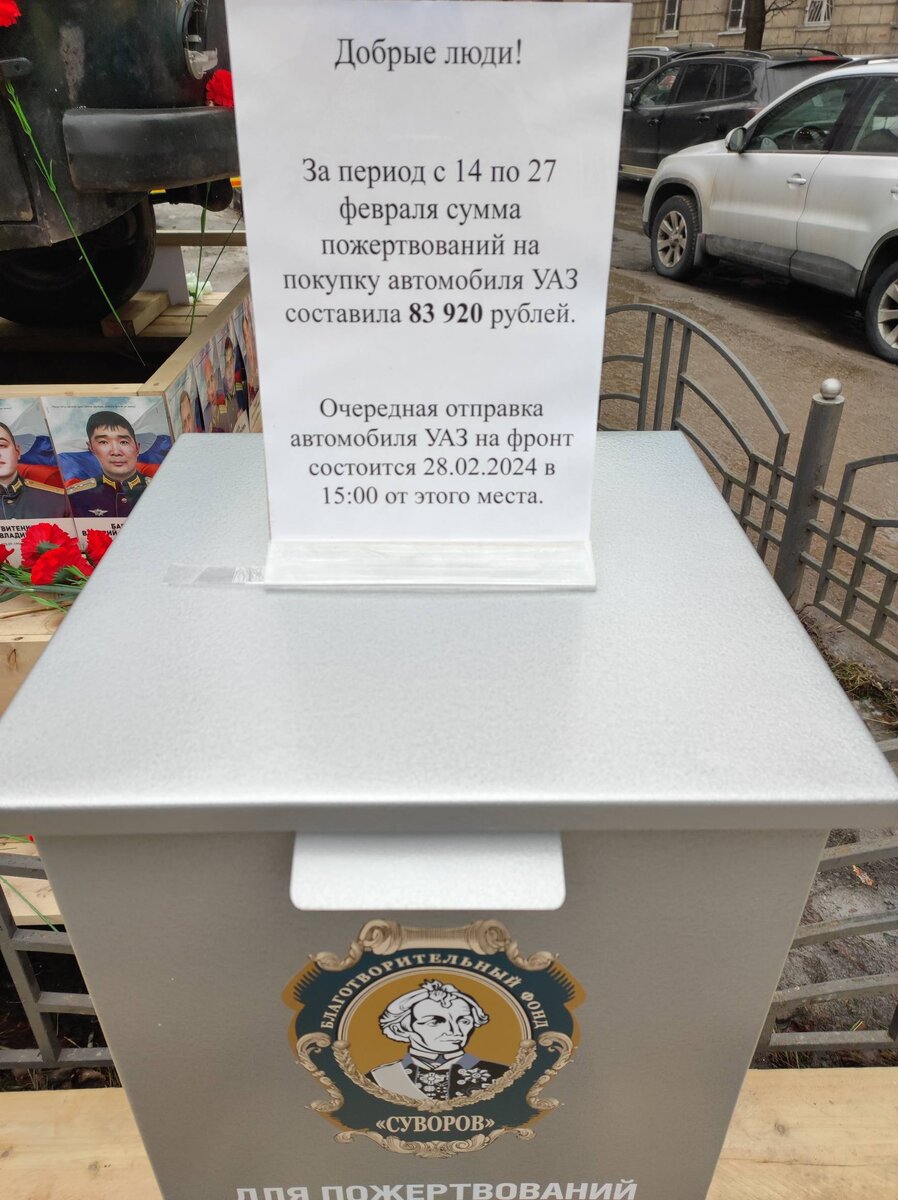 Добрые люди!
За период с 14 по 27
февраля сумма
пожертвований на
покупку автомобиля УАЗ
составила 83 920 рублей.
Очередная отправка
автомобиля УАЗ на фронт
состоится 28.02.2024 в
15:00 от этого места.
БЛАГОТВОРИТЕЛЬНЫЙ ФОНД
«СУВОРОВ»
ДЛЯ ПОЖЕРТВОВАНИЙ